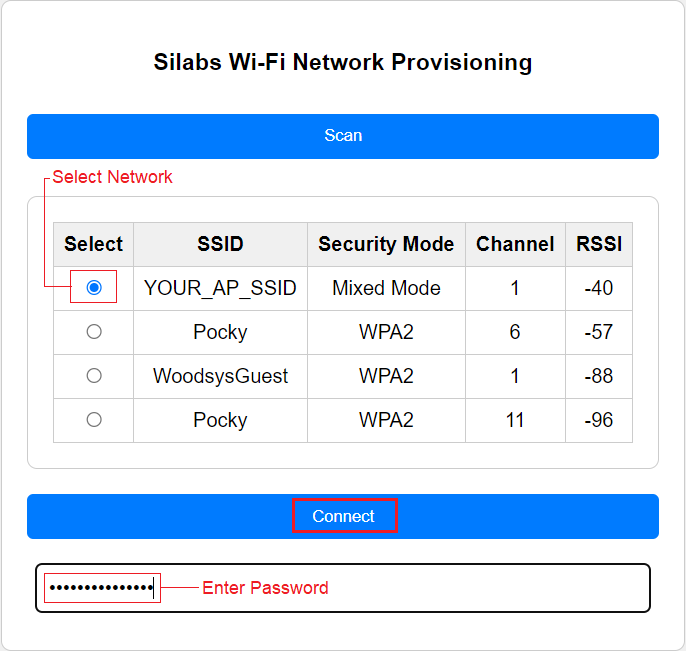 Silabs Wi-Fi Network Provisioning
Scan
Select Network
Select SSID Security Mode Channel RSSI
YOUR_AP_SSID Mixed Mode 1 -40
Pocky WPA2 6 -57
WoodsysGuest WPA2 1 -88
Pocky WPA2 11 -96
Connect
••••••••••••••• Enter Password